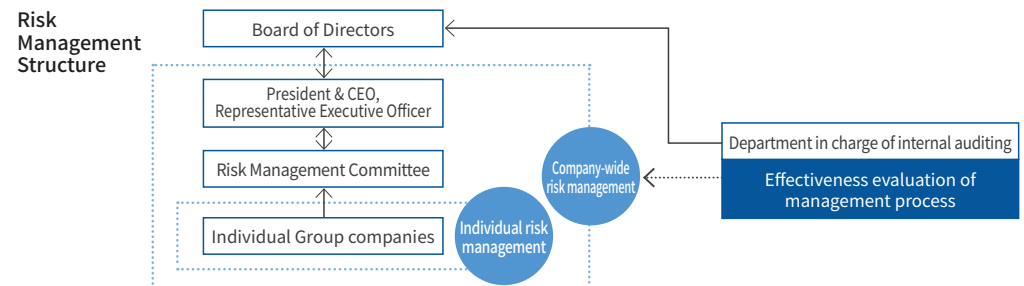 Risk
Management
Structure
Board of Directors
President & CEO,
Representative Executive Officer
Risk Management Committee
Individual Group companies
Individual risk
management
Company-wide
risk management
Department in charge of internal auditing
Effectiveness evaluation of
management process